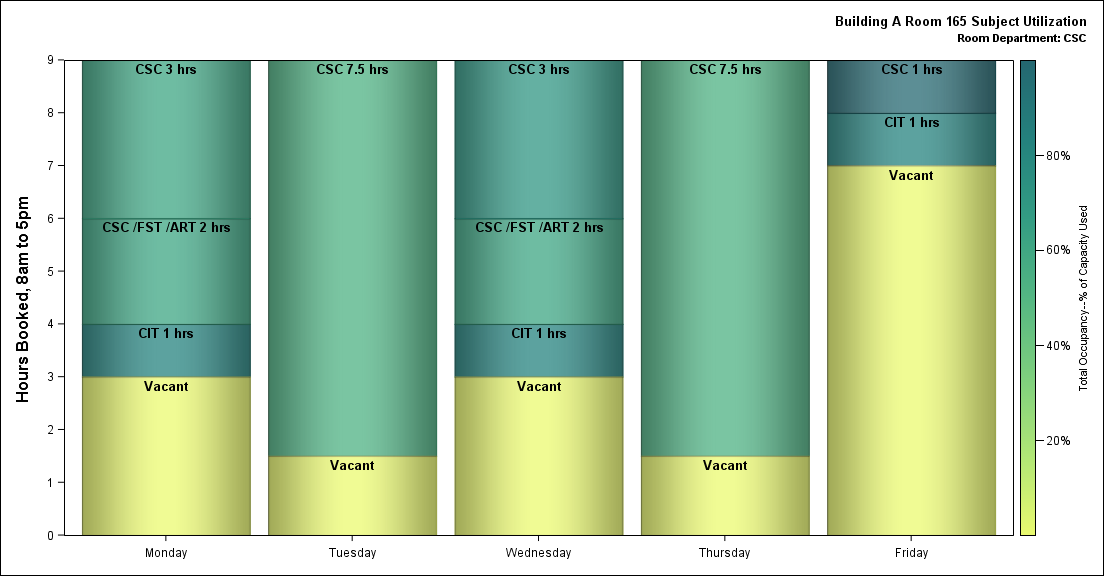 Building A Room 165 Subject Utilization
Room Department: CSC
Hours Booked, 8am to 5pm
9
8
7
6
5
4
3
2
1
0
CSC 3 hrs
CSC /FST /ART 2 hrs
CIT 1 hrs
Vacant
CSC 7.5 hrs
Vacant
CSC 3 hrs
CSC /FST /ART 2 hrs
CIT 1 hrs
Vacant
CSC 7.5 hrs
Vacant
CSC 1 hrs
CIT 1 hrs
Vacant
Monday
Tuesday
Wednesday
Thursday
Friday
80%
60%
40%
20%
Total Occupancy--% of Capacity Used